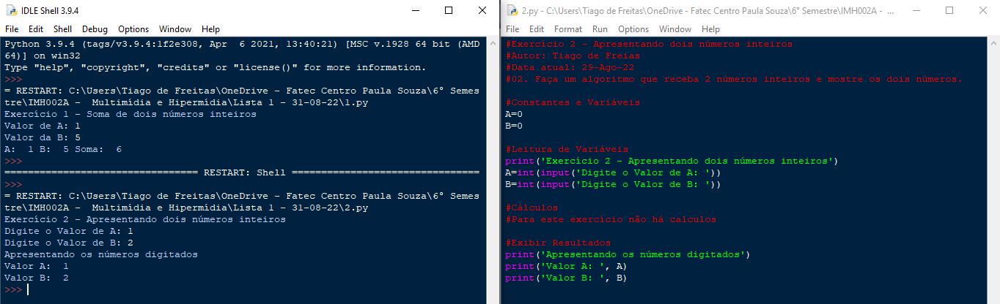 IDLE Shell 3.9.4
File Edit Shell Debug Options Window Help
Python 3.9.4 (tags/v3.9.4:1f2e308, Apr  6 2021, 13:40:21) [MSC v.1928 64 bit (AMD
64)] on win32
Type "help", "copyright", "credits" or "license()" for more information.
>>>
= RESTART: C:\Users\Tiago de Freitas\OneDrive - Fatec Centro Paula Souza\6° Semes
tre\IMH002A -  Multimídia e Hipermídia\Lista 1 - 31-08-22\1.py
Exercício 1 - Soma de dois números inteiros
Valor de A: 1
Valor da B: 5
A:  1 B:  5 Soma:  6
>>>
================================= RESTART: Shell ================================
>>>
= RESTART: C:\Users\Tiago de Freitas\OneDrive - Fatec Centro Paula Souza\6° Semes
tre\IMH002A -  Multimídia e Hipermídia\Lista 1 - 31-08-22\2.py
Exercício 2 - Apresentando dois números inteiros
Digite o Valor de A: 1
Digite o Valor de B: 2
Apresentando os números digitados
Valor A:  1
Valor B:  2
>>>
2.py - C:\Users\Tiago de Freitas\OneDrive - Fatec Centro Paula Souza\6° Semestre\IMH002A - ...
File Edit Format Run Options Window Help
#Exercício 2 - Apresentando dois números inteiros
#Autor: Tiago de Freias
#Data atual: 29-Ago-22
#02. Faça um algoritmo que receba 2 números inteiros e mostre os dois números.
#Constantes e Variáveis
A=0
B=0
#Leitura de Variáveis
print('Exercício 2 - Apresentando dois números inteiros')
A=int(input('Digite o Valor de A: '))
B=int(input('Digite o Valor de B: '))
#Cálculos
#Para este exercício não há calculos
#Exibir Resultados
print('Apresentando os números digitados')
print('Valor A: ', A)
print('Valor B: ', B)